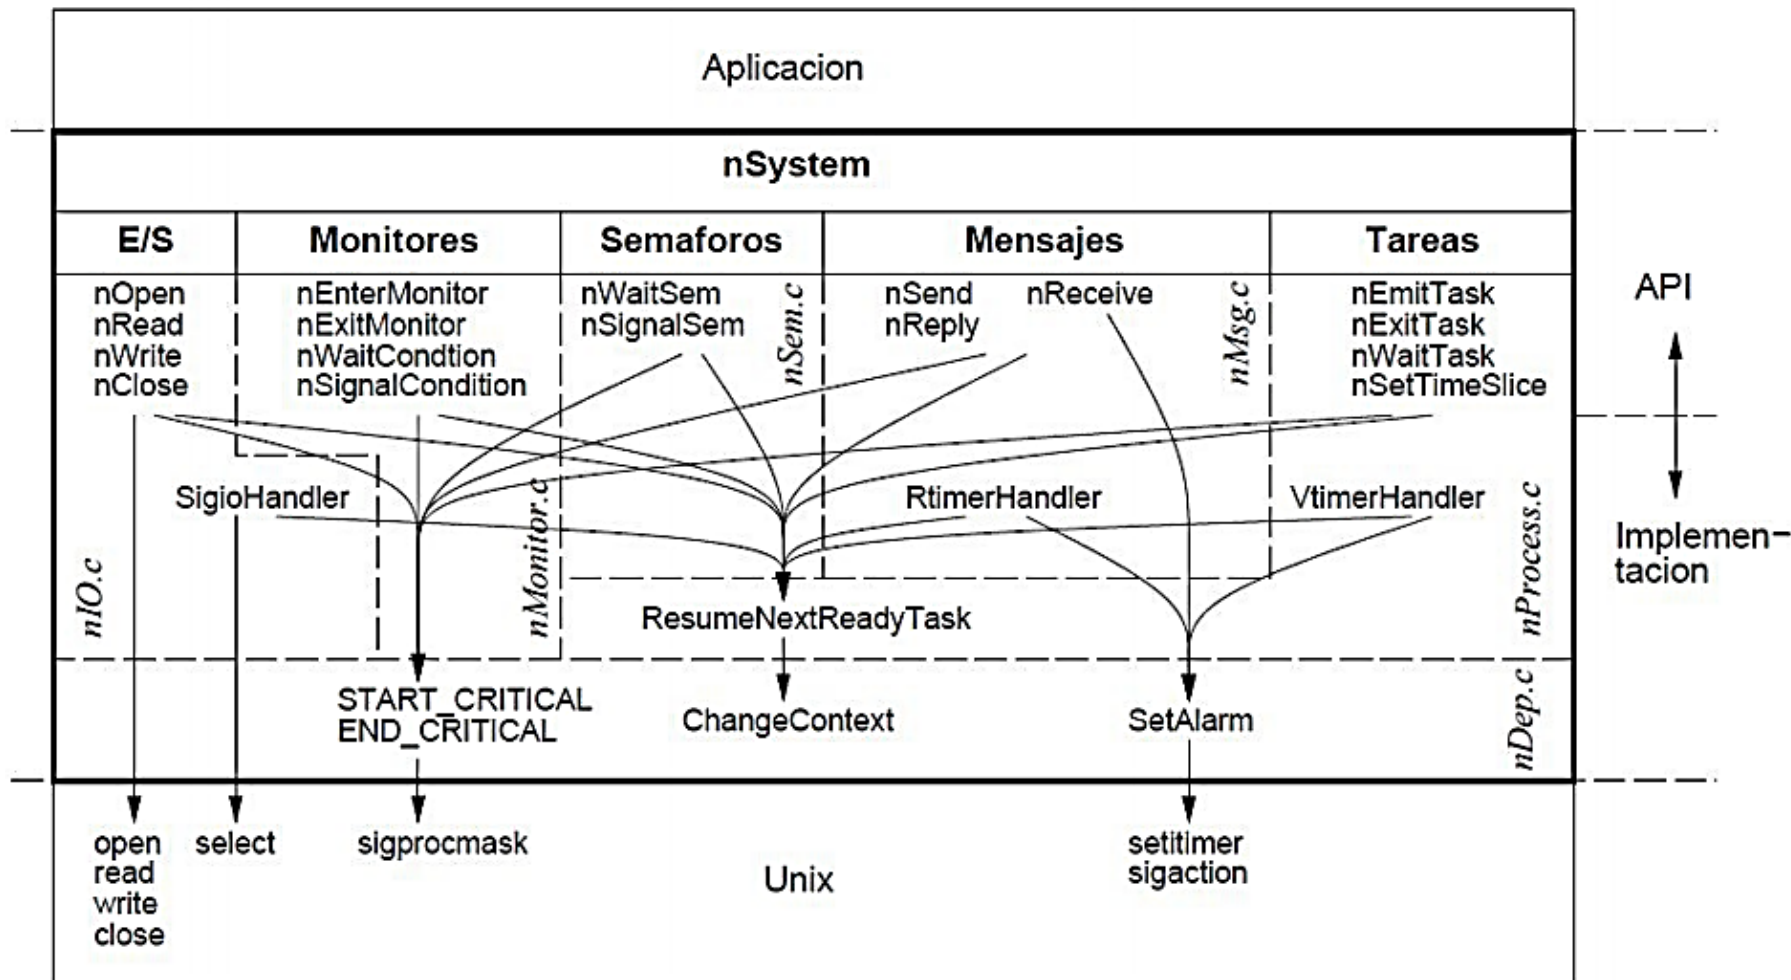 Aplicacion
nSystem
E/S
Monitores
Semaforos
Mensajes
Tareas
nOpen
nRead
nWrite
nClose
nEnterMonitor
nExitMonitor
nWaitCondtion
nSignalCondition
nWaitSem
nSignalSem
nSem.c
nSend
nReply
nReceive
nMsg.c
nEmitTask
nExitTask
nWaitTask
nSetTimeSlice
API
SigioHandler
RtimerHandler
VtimerHandler
Implemen-
tacion
nIO.c
nMonitor.c
nProcess.c
ResumeNextReadyTask
START_CRITICAL
END_CRITICAL
ChangeContext
SetAlarm
nDep.c
open
read
write
close
select
sigprocmask
Unix
setitimer
sigaction